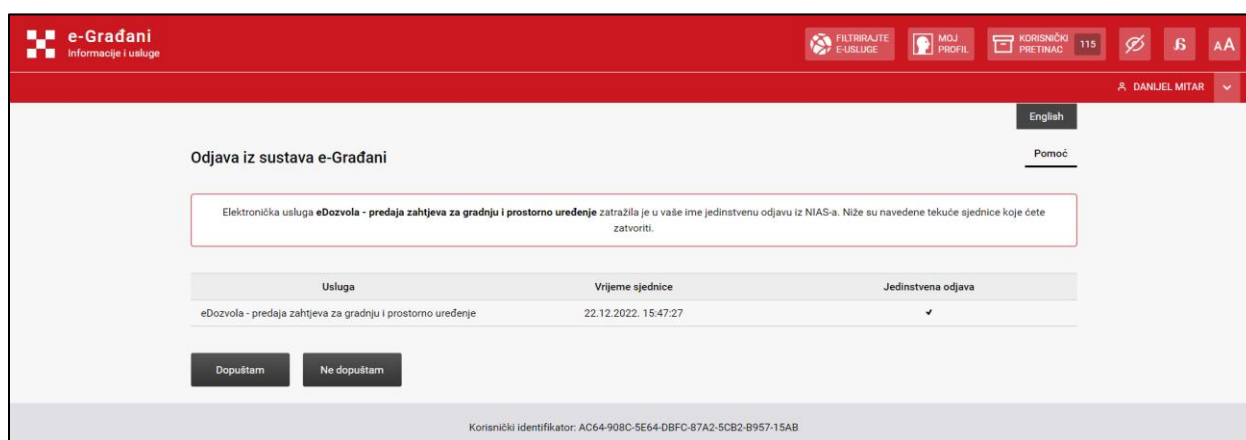 e-Građani
Informacije i usluge
FILTRIRAJTE
E-USLUGE
MOJ
PROFIL
KORISNIČKI
PRETINAC
115
AA
DANIJEL MITAR
English
Odjava iz sustava e-Građani
Pomoć
Elektronička usluga eDozvola - predaja zahtjeva za gradnju i prostorno uređenje zatražila je u vaše ime jedinstvenu odjavu iz NIAS-a. Niže su navedene tekuće sjednice koje ćete
zatvoriti.
Usluga Vrijeme sjednice Jedinstvena odjava
eDozvola - predaja zahtjeva za gradnju i prostorno uređenje 22.12.2022. 15:47:27 ✔
Dopuštam Ne dopuštam
Korisnički identifikator: AC64-908C-5E64-DBFC-87A2-5CB2-B957-15AB